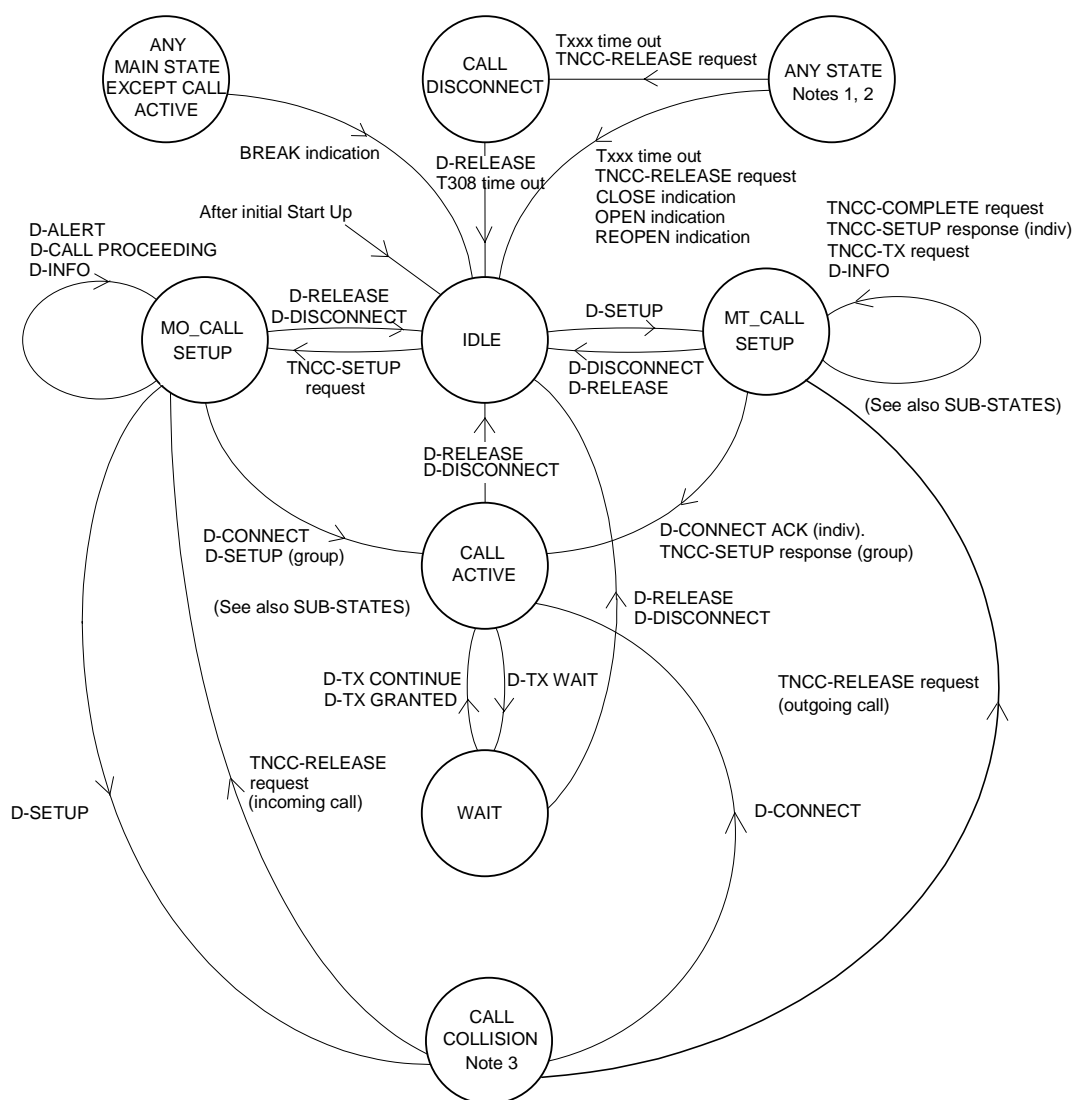 ANY
MAIN STATE
EXCEPT CALL
ACTIVE
CALL
DISCONNECT
Txxx time out
TNCC-RELEASE request
ANY STATE
Notes 1, 2
BREAK indication
D-RELEASE
T308 time out
Txxx time out
TNCC-RELEASE request
CLOSE indication
OPEN indication
REOPEN indication
After initial Start Up
D-ALERT
D-CALL PROCEEDING
D-INFO
TNCC-COMPLETE request
TNCC-SETUP response (indiv)
TNCC-TX request
D-INFO
MO_CALL
SETUP
D-RELEASE
D-DISCONNECT
TNCC-SETUP
request
IDLE
D-SETUP
D-DISCONNECT
D-RELEASE
MT_CALL
SETUP
(See also SUB-STATES)
D-RELEASE
D-DISCONNECT
D-CONNECT
D-SETUP (group)
CALL
ACTIVE
D-CONNECT ACK (indiv).
TNCC-SETUP response (group)
(See also SUB-STATES)
D-RELEASE
D-DISCONNECT
D-TX CONTINUE
D-TX GRANTED
D-TX WAIT
TNCC-RELEASE request
(outgoing call)
TNCC-RELEASE
request
(incoming call)
D-SETUP
WAIT
D-CONNECT
CALL
COLLISION
Note 3